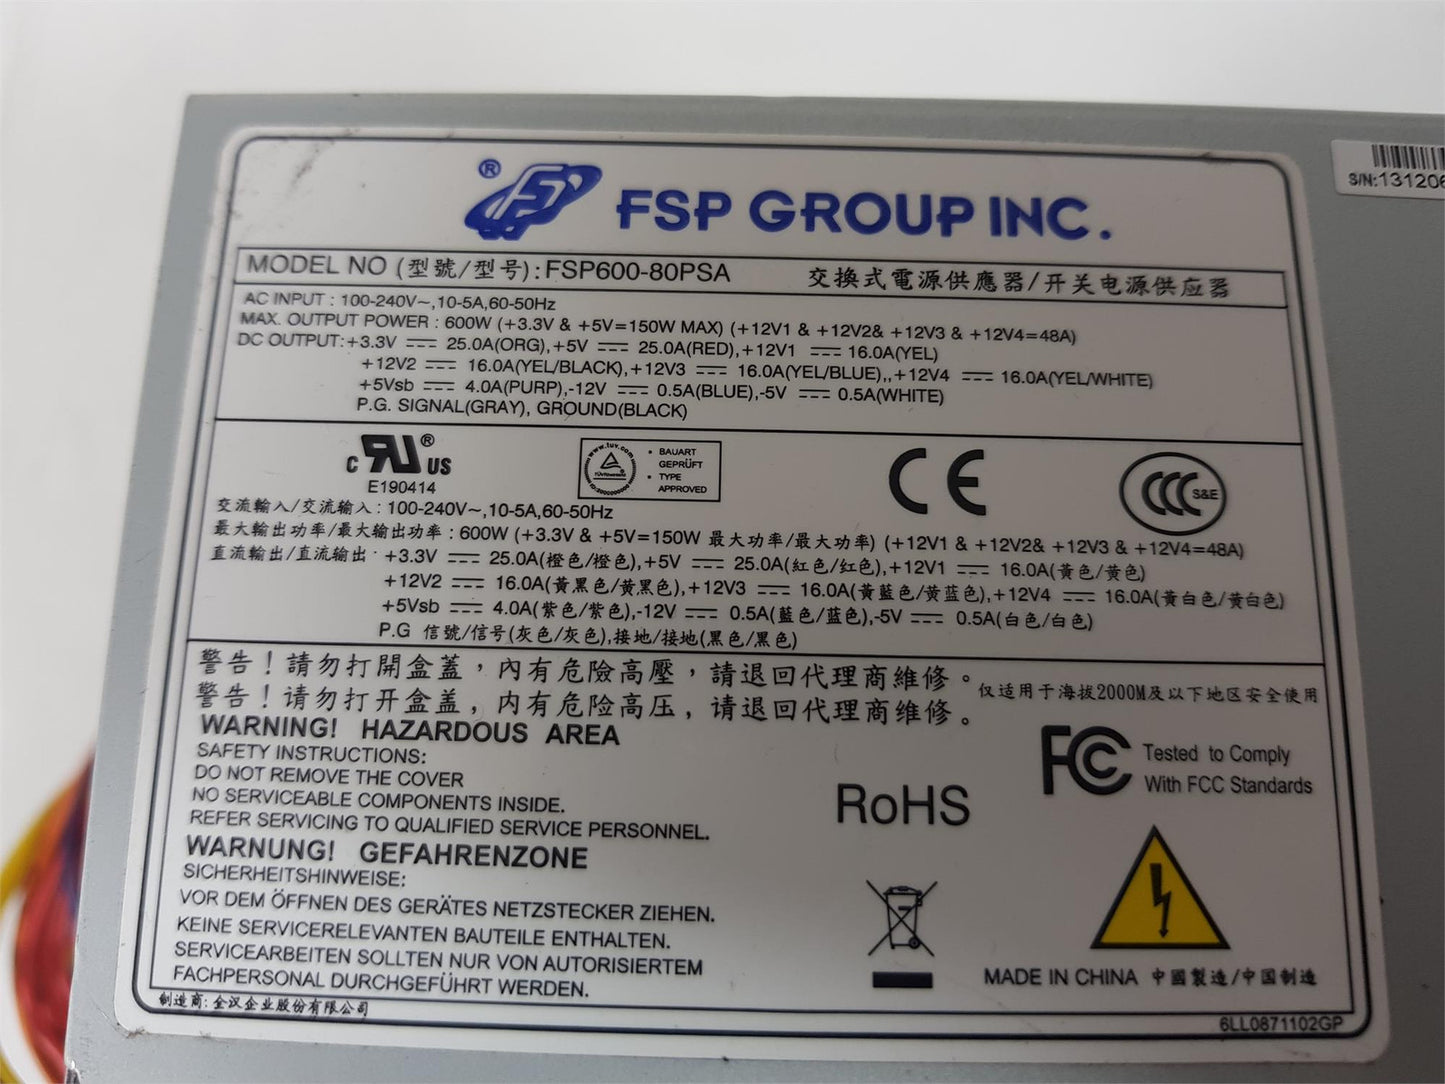 ® FSP GROUP INC.
S/N:131206
MODEL NO (型號/型号):FSP600-80PSA 交換式電源供應器/开关电源供应器
AC INPUT : 100-240V~,10-5A,60-50Hz
MAX. OUTPUT POWER : 600W (+3.3V & +5V=150W MAX) (+12V1 & +12V2& +12V3 & +12V4=48A)
DC OUTPUT:+3.3V ⎓ 25.0A(ORG),+5V ⎓ 25.0A(RED),+12V1 ⎓ 16.0A(YEL)
+12V2 ⎓ 16.0A(YEL/BLACK),+12V3 ⎓ 16.0A(YEL/BLUE),,+12V4 ⎓ 16.0A(YEL/WHITE)
+5Vsb ⎓ 4.0A(PURP),-12V ⎓ 0.5A(BLUE),-5V ⎓ 0.5A(WHITE)
P.G. SIGNAL(GRAY), GROUND(BLACK)
C RU ® US
E190414
www.tuv.com
BAUART
GEPRÜFT
TYPE
APPROVED
CE
CCC S&E
交流輸入/交流输入 : 100-240V~,10-5A,60-50Hz
最大輸出功率/最大输出功率 : 600W (+3.3V & +5V=150W 最大功率/最大功率) (+12V1 & +12V2& +12V3 & +12V4=48A)
直流輸出/直流输出 : +3.3V ⎓ 25.0A(橙色/橙色),+5V ⎓ 25.0A(紅色/红色),+12V1 ⎓ 16.0A(黃色/黄色)
+12V2 ⎓ 16.0A(黃黑色/黄黑色),+12V3 ⎓ 16.0A(黃藍色/黄蓝色),+12V4 ⎓ 16.0A(黃白色/黄白色)
+5Vsb ⎓ 4.0A(紫色/紫色),-12V ⎓ 0.5A(藍色/蓝色),-5V ⎓ 0.5A(白色/白色)
P.G 信號/信号(灰色/灰色),接地/接地(黑色/黑色)
警告！請勿打開盒蓋，內有危險高壓，請退回代理商維修。
警告！请勿打开盒盖，内有危险高压，请退回代理商维修。
仅适用于海拔2000M及以下地区安全使用
WARNING! HAZARDOUS AREA
SAFETY INSTRUCTIONS:
DO NOT REMOVE THE COVER
NO SERVICEABLE COMPONENTS INSIDE.
REFER SERVICING TO QUALIFIED SERVICE PERSONNEL.
WARNUNG! GEFAHRENZONE
SICHERHEITSHINWEISE:
VOR DEM ÖFFNEN DES GERÄTES NETZSTECKER ZIEHEN.
KEINE SERVICERELEVANTEN BAUTEILE ENTHALTEN.
SERVICEARBEITEN SOLLTEN NUR VON AUTORISIERTEM
FACHPERSONAL DURCHGEFÜHRT WERDEN.
制造商: 全汉企业股份有限公司
RoHS
FC Tested to Comply
With FCC Standards
MADE IN CHINA 中國製造/中国制造
6LL0871102GP